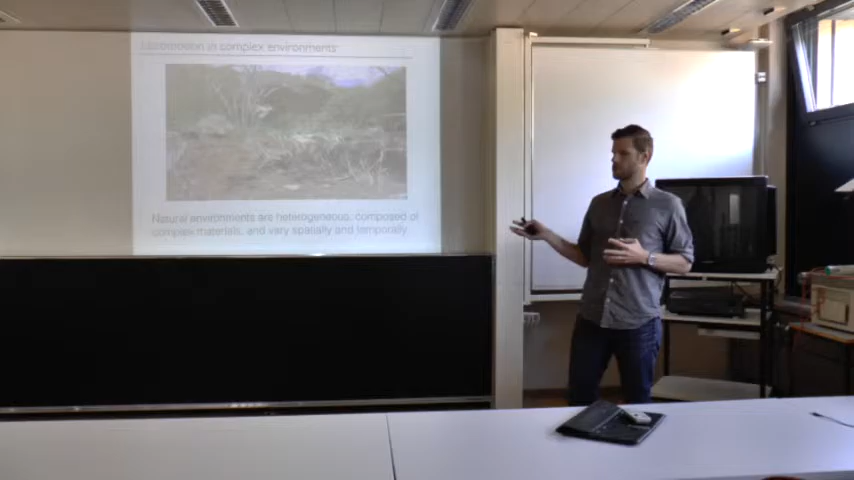 Locomotion in complex environments
Natural environments are heterogeneous, composed of
complex materials, and vary spatially and temporally